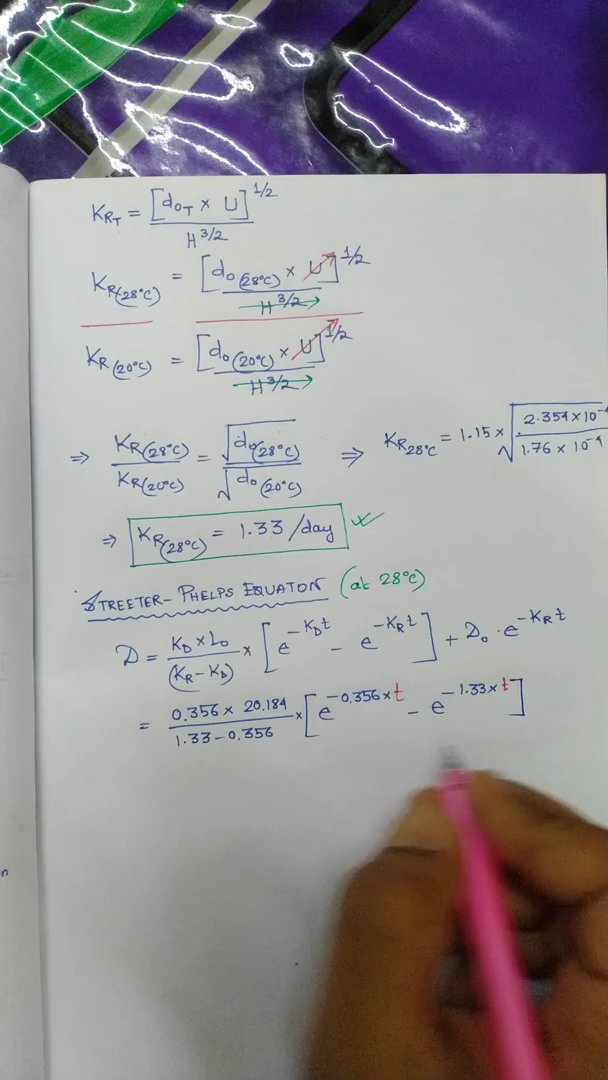 K_RT = [d_oT × U]^1/2 / H^3/2
K_R(28°C) = [d_o(28°C) × U]^1/2 / H^3/2
K_R(20°C) = [d_o(20°C) × U]^1/2 / H^3/2
⇒ K_R(28°C) / K_R(20°C) = √d_o(28°C) / √d_o(20°C) ⇒ K_R28°C = 1.15 × √(2.354 × 10^- / 1.76 × 10^-4)
⇒ K_R(28°C) = 1.33 /day ✓
STREETER-PHELPS EQUATON (at 28°C)
D = K_D × L_o / (K_R - K_D) × [e^-K_D t - e^-K_R t] + D_o · e^-K_R t
= 0.356 × 20.184 / 1.33 - 0.356 × [e^-0.356 × t - e^-1.33 × t]
n